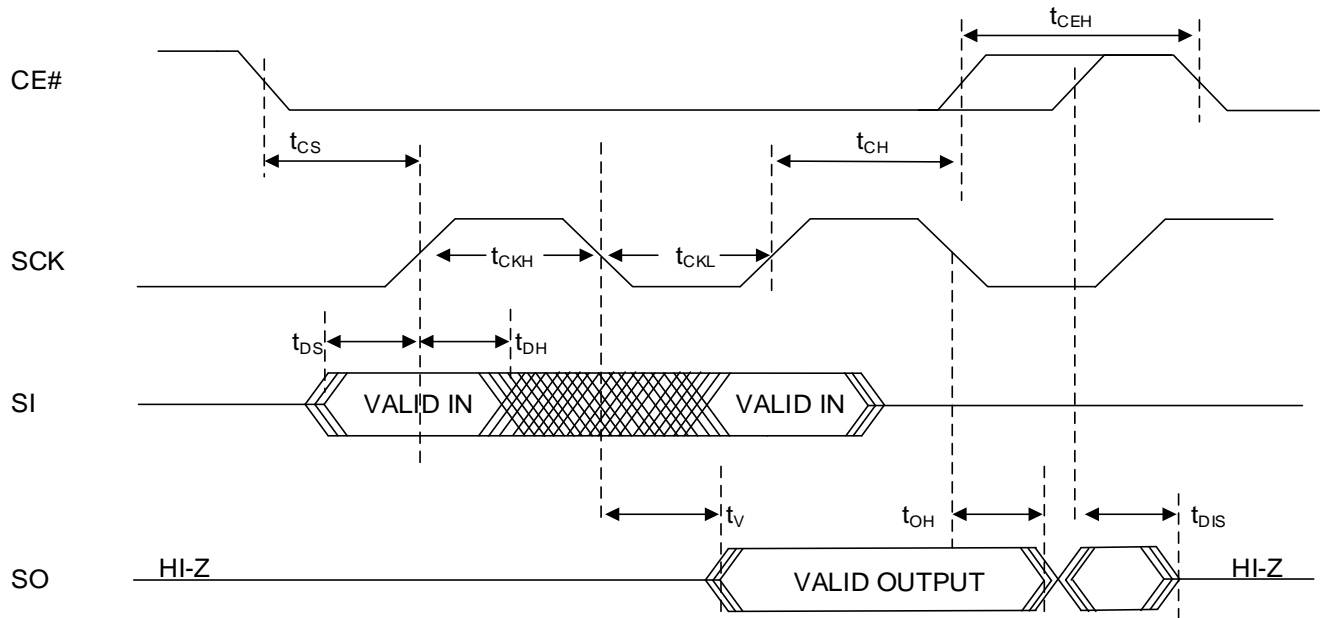 t_CEH
CE#
t_CS
t_CH
SCK
t_CKH
t_CKL
t_DS
t_DH
SI
VALID IN
VALID IN
t_V
t_OH
t_DIS
SO
HI-Z
VALID OUTPUT
HI-Z